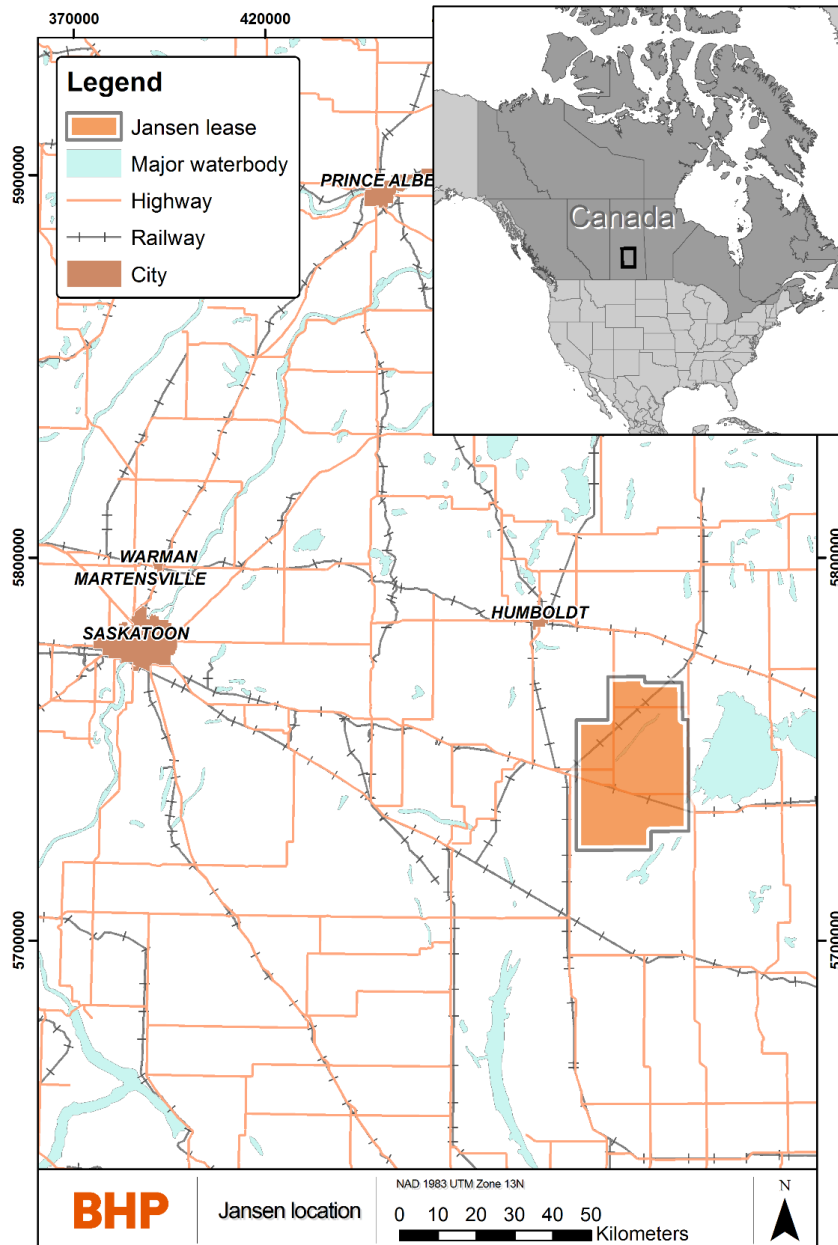 370000 420000
Legend
Jansen lease
Major waterbody
Highway
Railway
City
Canada
5900000
PRINCE ALBE
5800000
5800000
WARMAN
MARTENSVILLE
HUMBOLDT
SASKATOON
5700000
5700000
BHP
Jansen location
NAD 1983 UTM Zone 13N
0 10 20 30 40 50
Kilometers
N